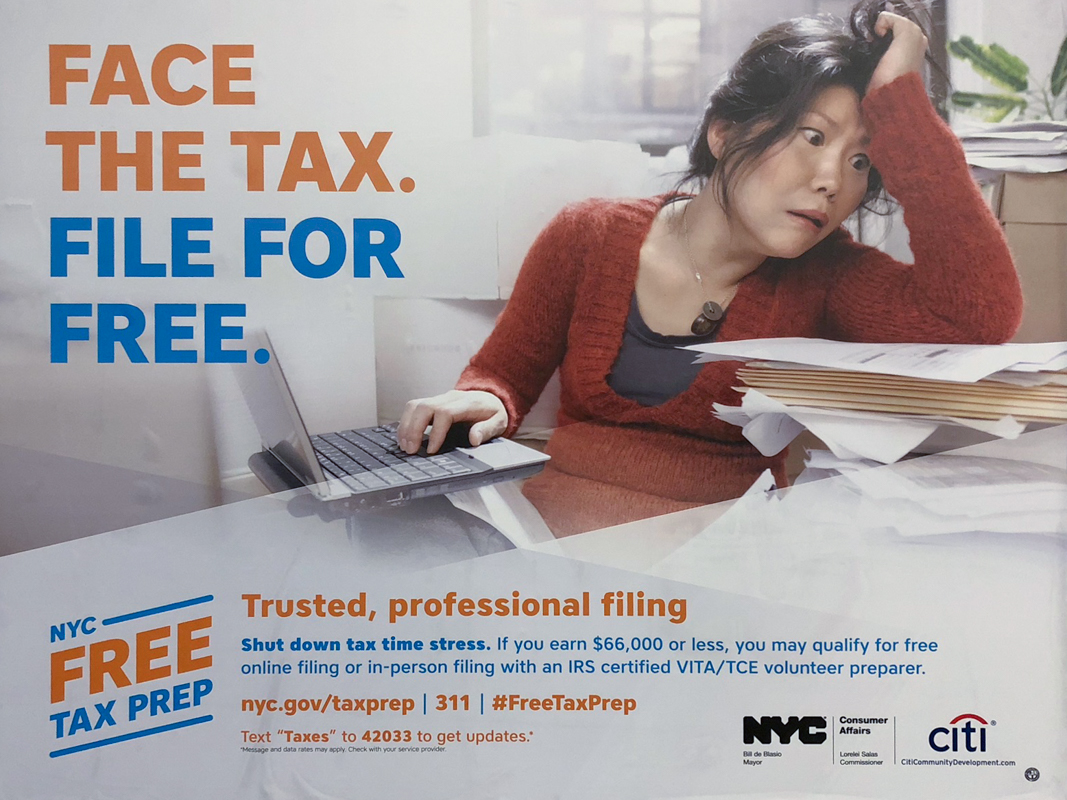 FACE
THE TAX.
FILE FOR
FREE.
NYC
FREE
TAX PREP
Trusted, professional filing
Shut down tax time stress. If you earn $66,000 or less, you may qualify for free
online filing or in-person filing with an IRS certified VITA/TCE volunteer preparer.
nyc.gov/taxprep | 311 | #FreeTaxPrep
Text "Taxes" to 42033 to get updates.*
*Message and data rates may apply. Check with your service provider.
NYC
Bill de Blasio
Mayor
Consumer
Affairs
Lorelei Salas
Commissioner
citi®
CitiCommunityDevelopment.com